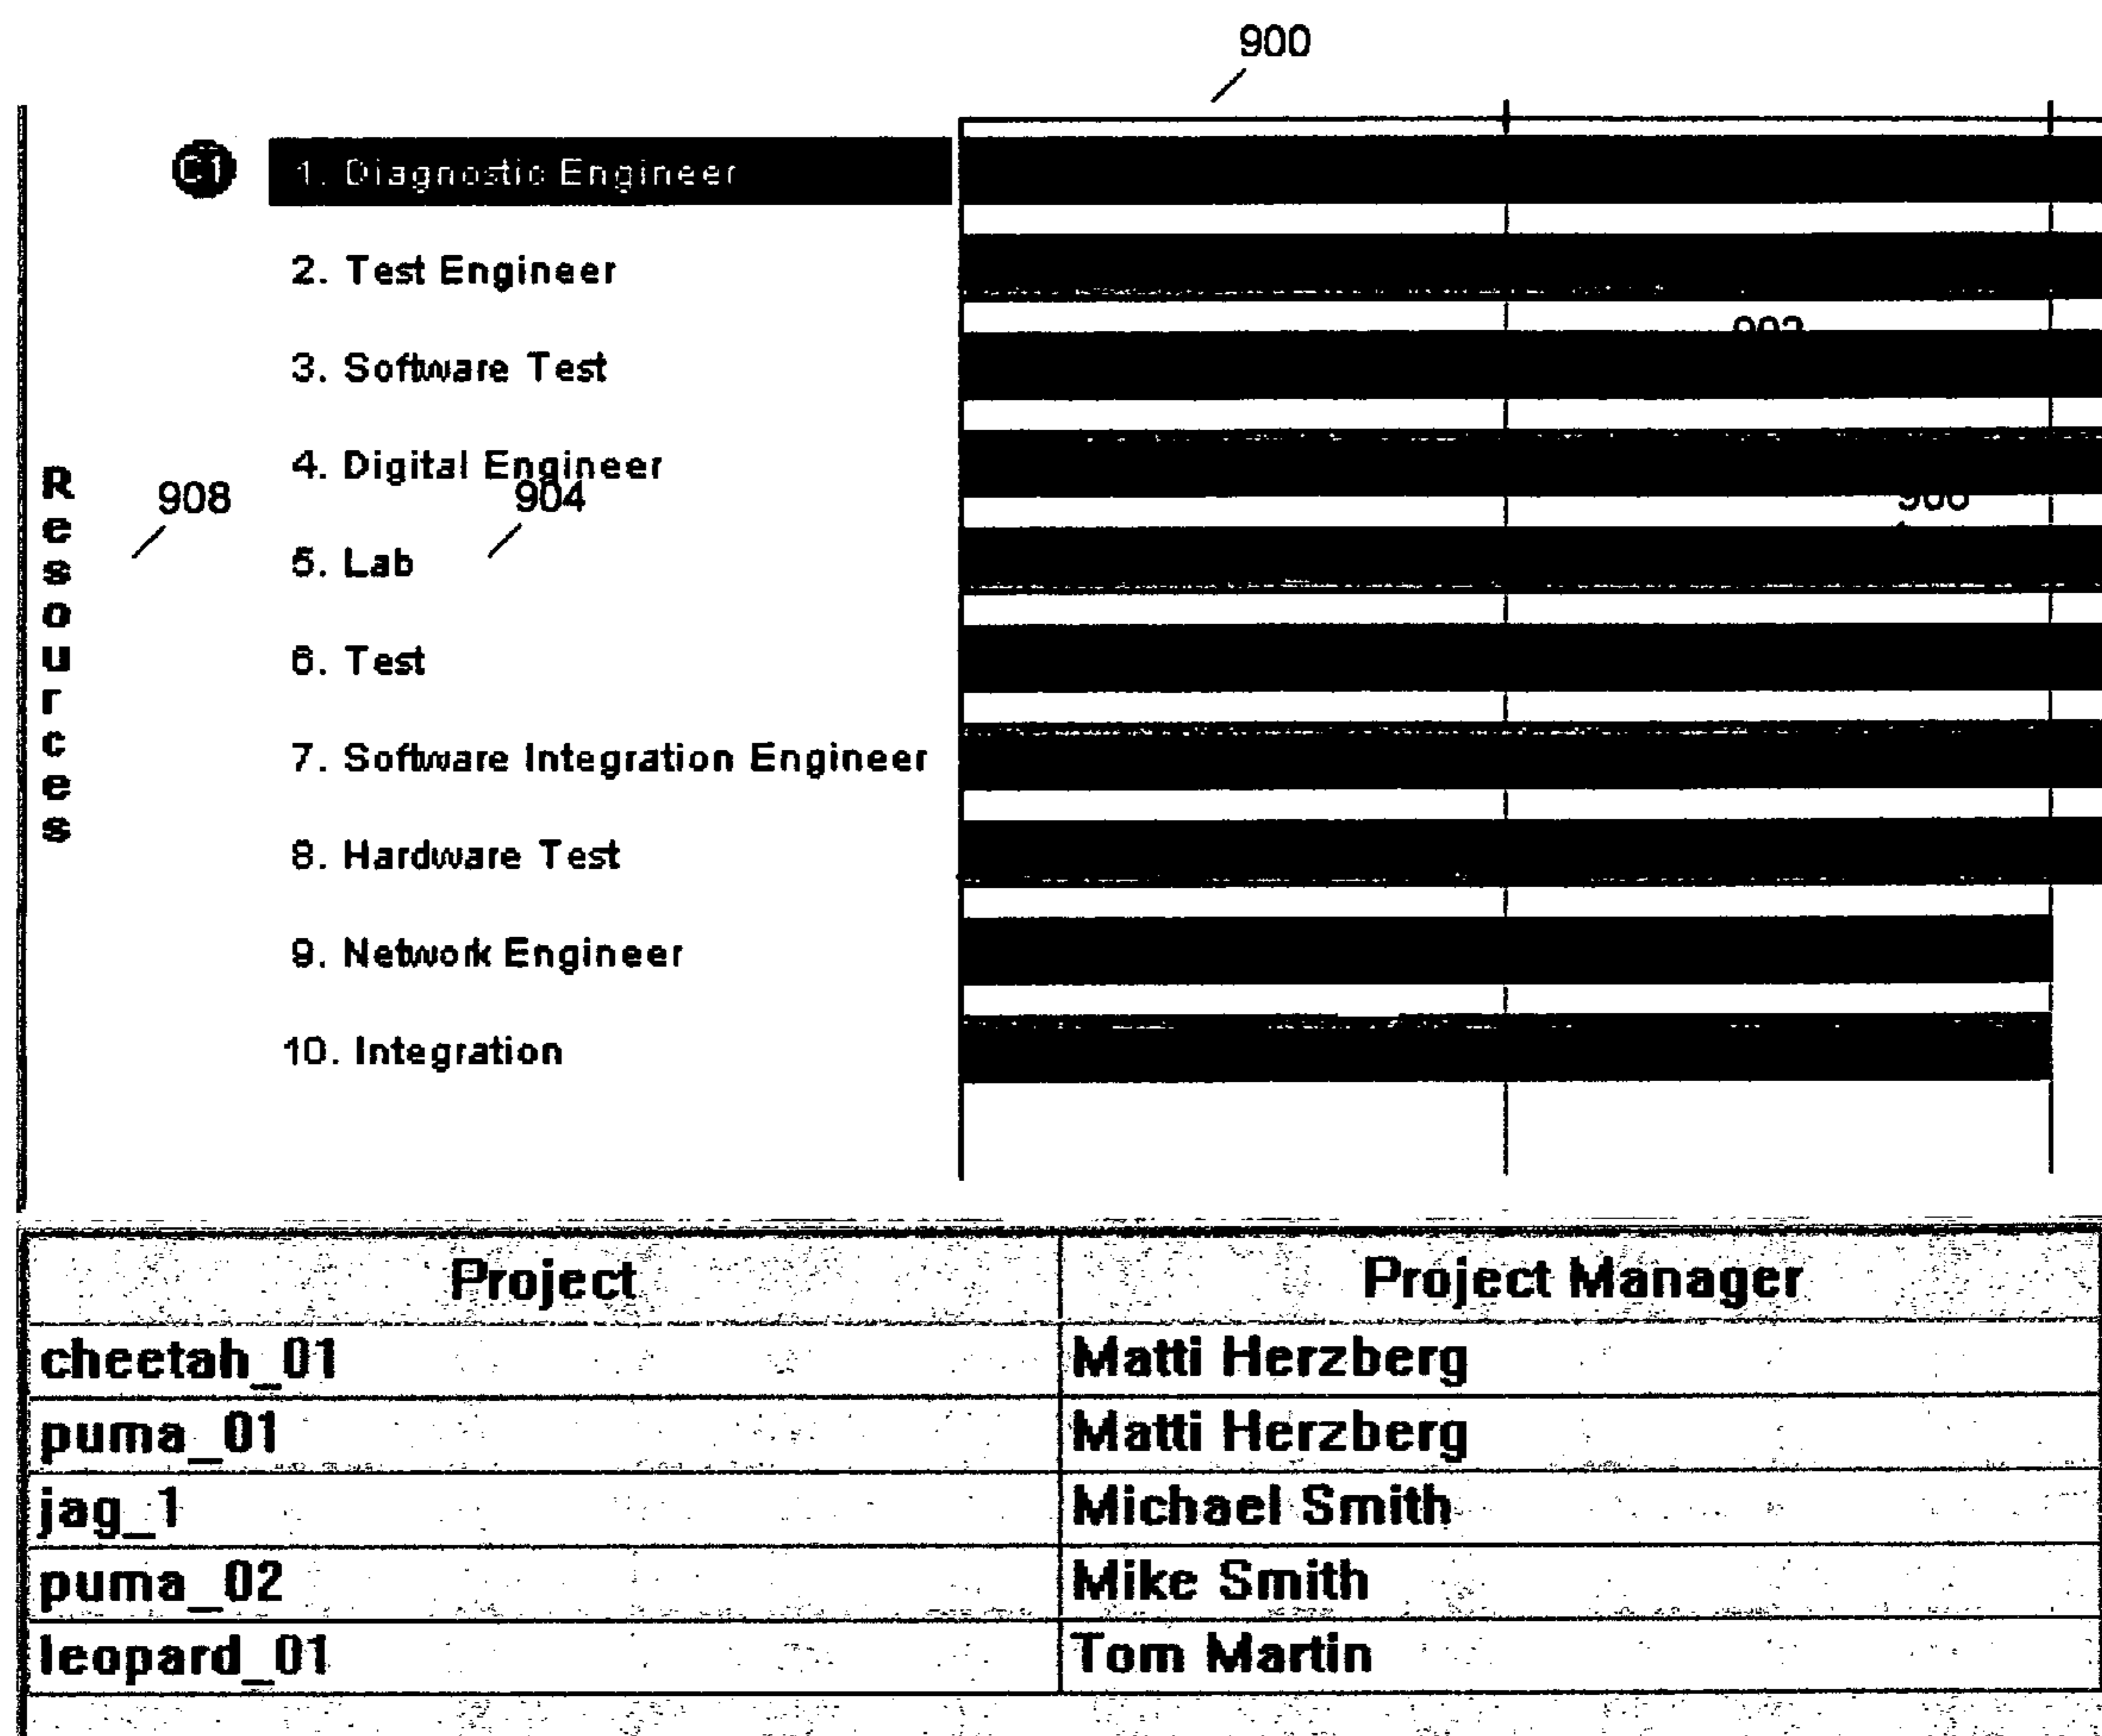 900
C1 1. Diagnostic Engineer
2. Test Engineer
3. Software Test
4. Digital Engineer
908
904
5. Lab
6. Test
7. Software Integration Engineer
8. Hardware Test
9. Network Engineer
10. Integration
Resources
Project Project Manager
cheetah_01 Matti Herzberg
puma_01 Matti Herzberg
jag_1 Michael Smith
puma_02 Mike Smith
leopard_01 Tom Martin